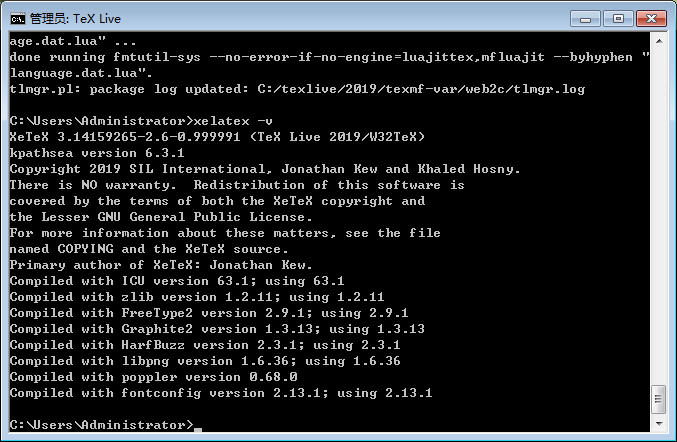 管理员: TeX Live
age.dat.lua" ...
done running fmtutil-sys --no-error-if-no-engine=luajittex,mfluajit --byhyphen "
language.dat.lua".
tlmgr.pl: package log updated: C:/texlive/2019/texmf-var/web2c/tlmgr.log
C:\Users\Administrator>xelatex -v
XeTeX 3.14159265-2.6-0.999991 (TeX Live 2019/W32TeX)
kpathsea version 6.3.1
Copyright 2019 SIL International, Jonathan Kew and Khaled Hosny.
There is NO warranty.  Redistribution of this software is
covered by the terms of both the XeTeX copyright and
the Lesser GNU General Public License.
For more information about these matters, see the file
named COPYING and the XeTeX source.
Primary author of XeTeX: Jonathan Kew.
Compiled with ICU version 63.1; using 63.1
Compiled with zlib version 1.2.11; using 1.2.11
Compiled with FreeType2 version 2.9.1; using 2.9.1
Compiled with Graphite2 version 1.3.13; using 1.3.13
Compiled with HarfBuzz version 2.3.1; using 2.3.1
Compiled with libpng version 1.6.36; using 1.6.36
Compiled with poppler version 0.68.0
Compiled with fontconfig version 2.13.1; using 2.13.1
C:\Users\Administrator>